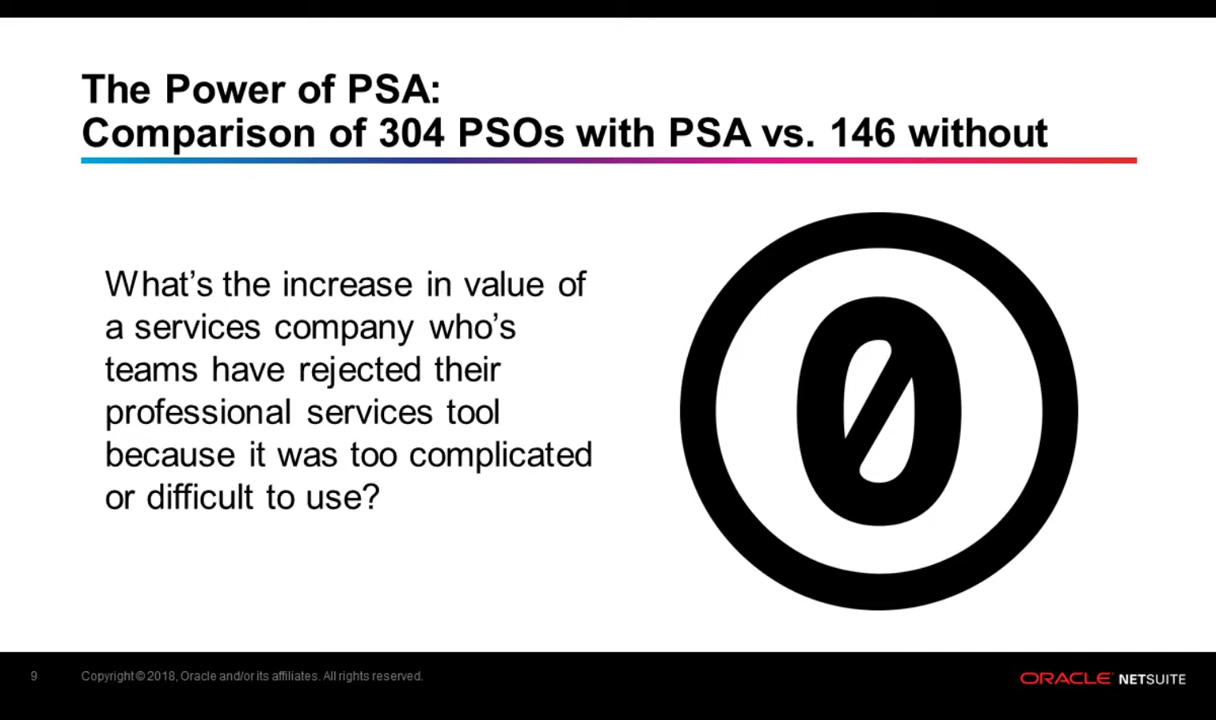 The Power of PSA:
Comparison of 304 PSOs with PSA vs. 146 without
What’s the increase in value of
a services company who’s
teams have rejected their
professional services tool
because it was too complicated
or difficult to use?
0
9
Copyright © 2018, Oracle and/or its affiliates. All rights reserved.
ORACLE NETSUITE